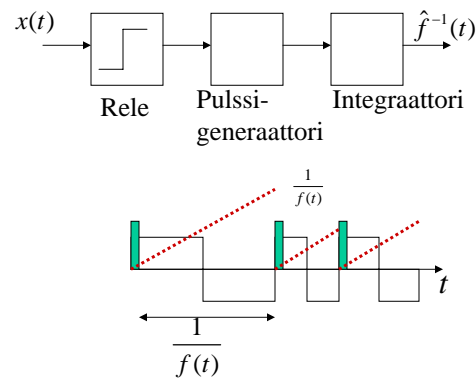 x(t)
f̂⁻¹(t)
Rele
Pulssi-
generaattori
Integraattori
1
f(t)
t
1
f(t)